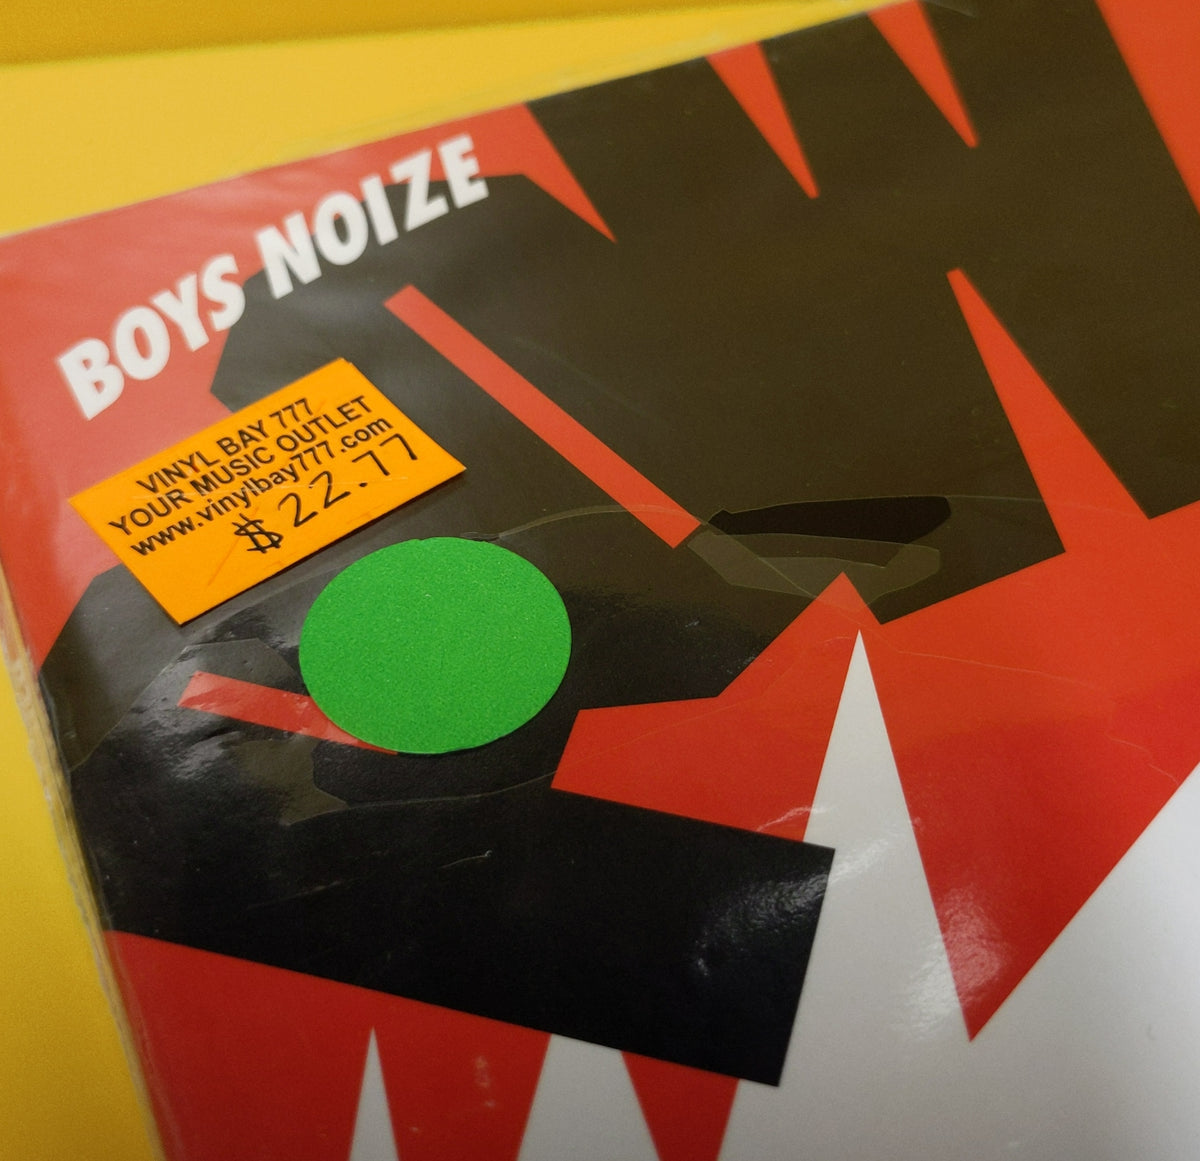 BOYS NOIZE
VINYL BAY 777
YOUR MUSIC OUTLET
www.vinylbay777.com
$22.77